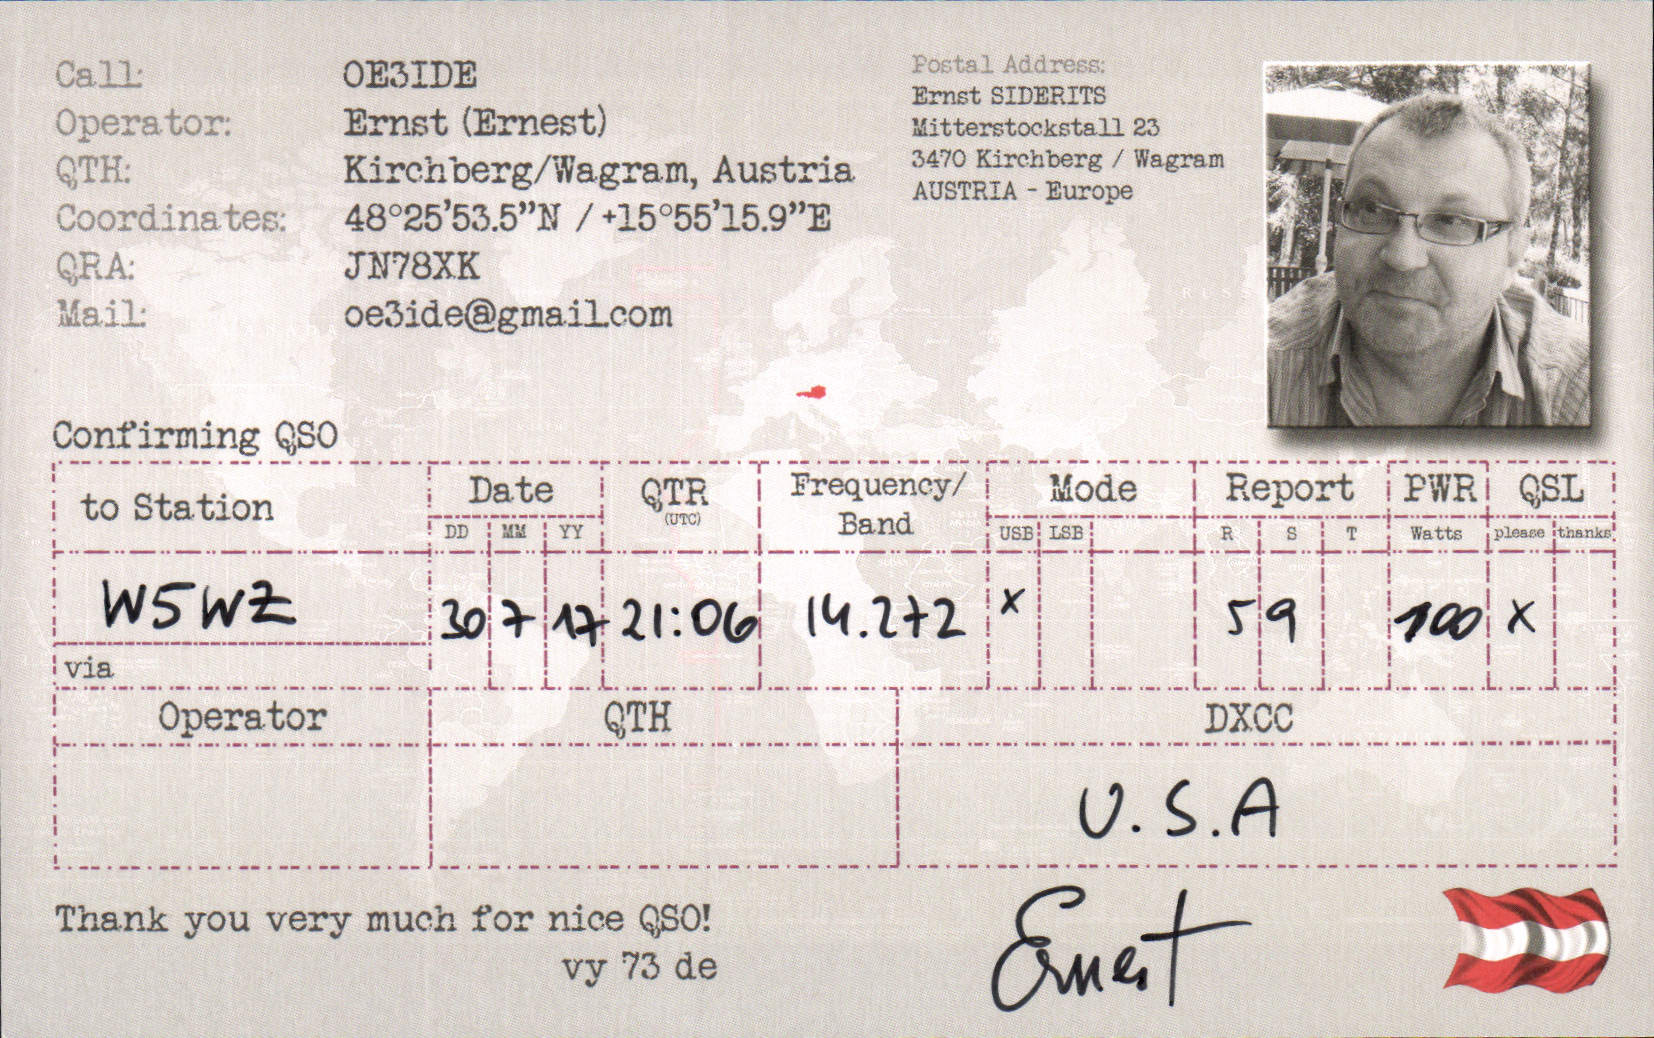 Call: OE3IDE
Operator: Ernst (Ernest)
QTH: Kirchberg/Wagram, Austria
Coordinates: 48°25'53.5”N / +15°55'15.9”E
QRA: JN78XK
Mail: oe3ide@gmail.com
Postal Address:
Ernst SIDERITS
Mitterstockstall 23
3470 Kirchberg / Wagram
AUSTRIA - Europe
Confirming QSO
to Station Date QTR (UTC) Frequency/ Band Mode Report PWR QSL
DD MM YY USB LSB R S T Watts please thanks
W5WZ 30 7 17 21:06 14.272 x 5 9 100 x
via
Operator QTH DXCC
U.S.A
Thank you very much for nice QSO!
vy 73 de
Ernest